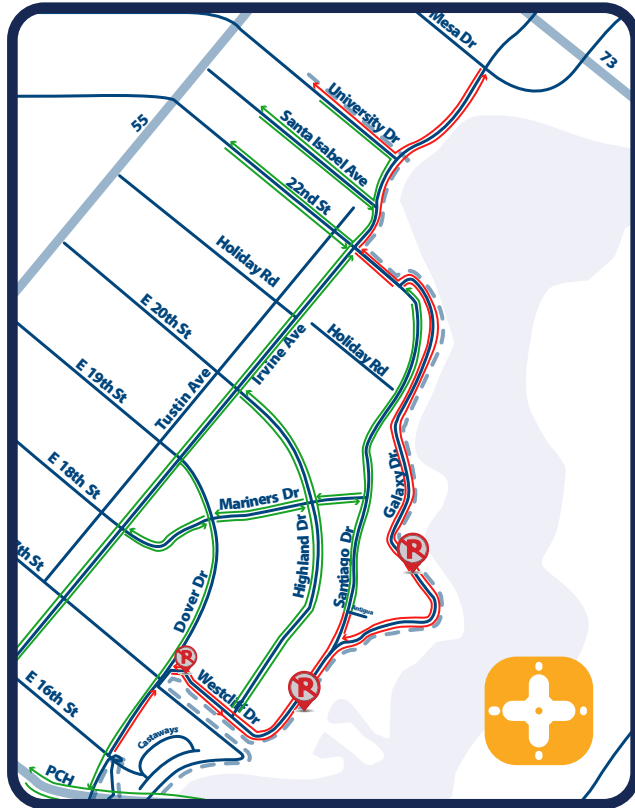 Mesa Dr
73
55
University Dr
Santa Isabel Ave
22nd St
Holiday Rd
E 20th St
Irvine Ave
Holiday Rd
E 19th St
Tustin Ave
E 18th St
Mariners Dr
Galaxy Dr
7th St
Highland Dr
Santiago Dr
Antigua
Dover Dr
P
P
P
E 16th St
Westcliff Dr
Castaways
PCH